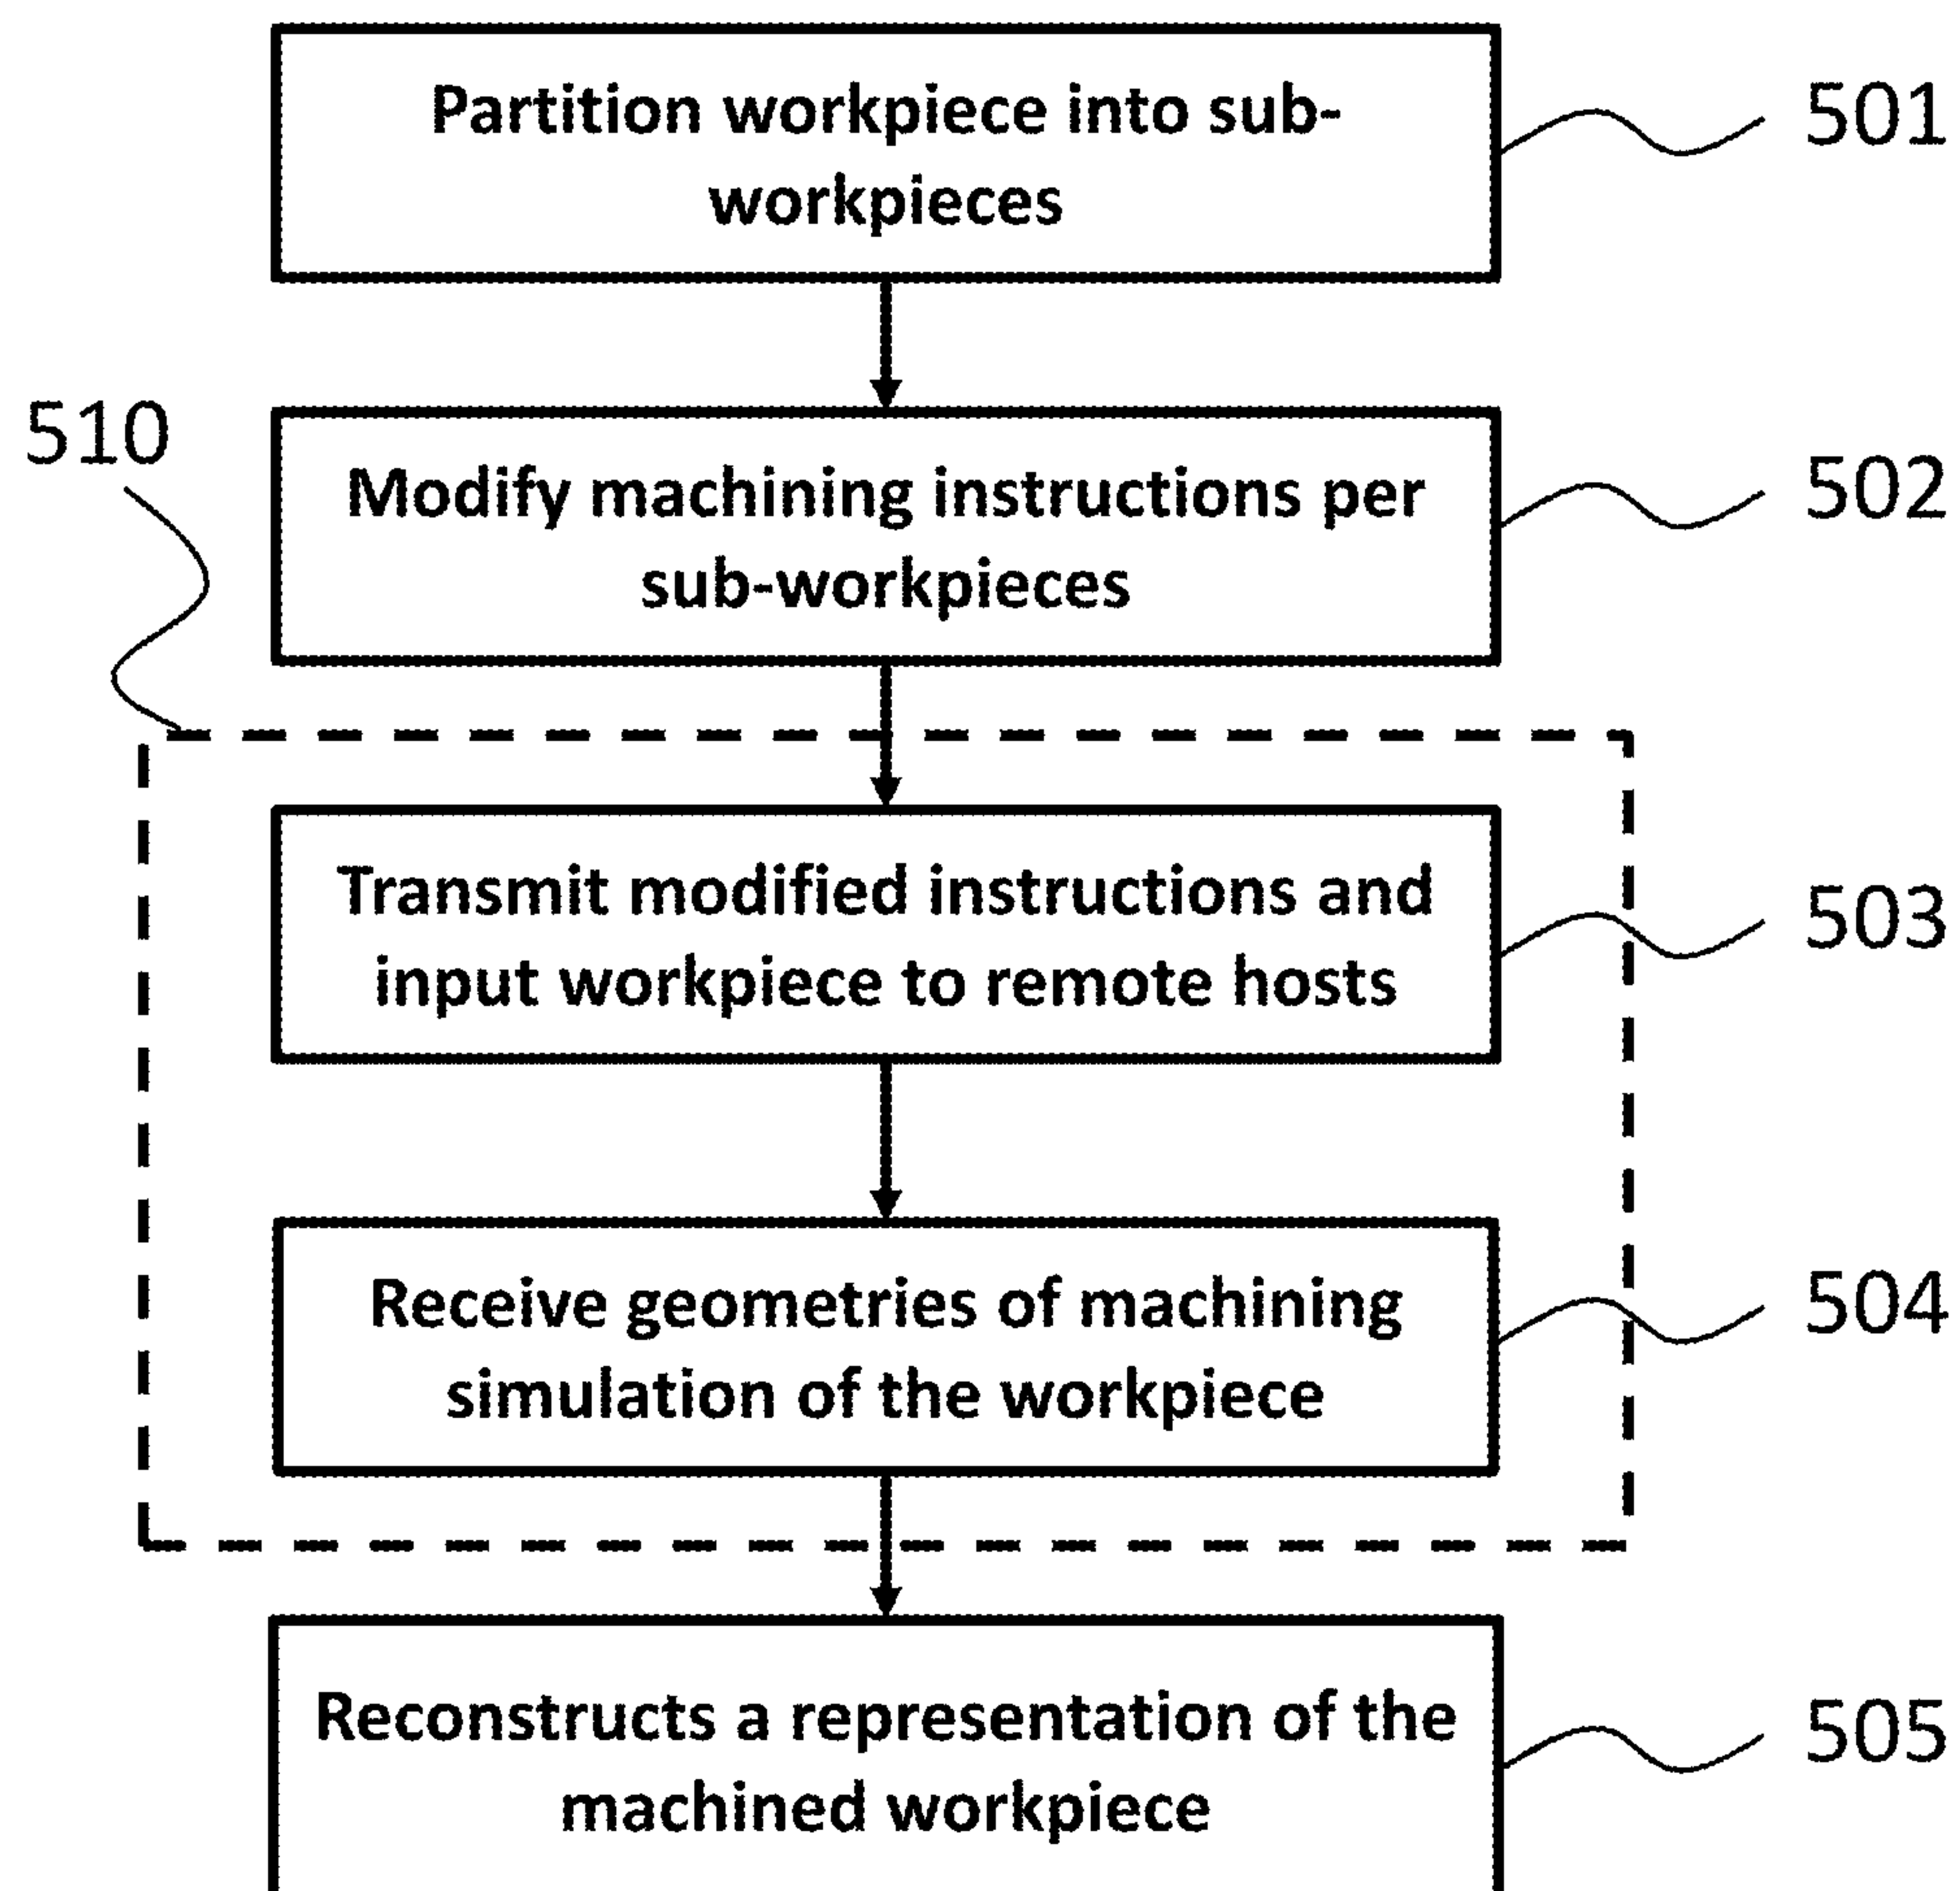 Partition workpiece into sub-
workpieces
501
510
Modify machining instructions per
sub-workpieces
502
Transmit modified instructions and
input workpiece to remote hosts
503
Receive geometries of machining
simulation of the workpiece
504
Reconstructs a representation of the
machined workpiece
505